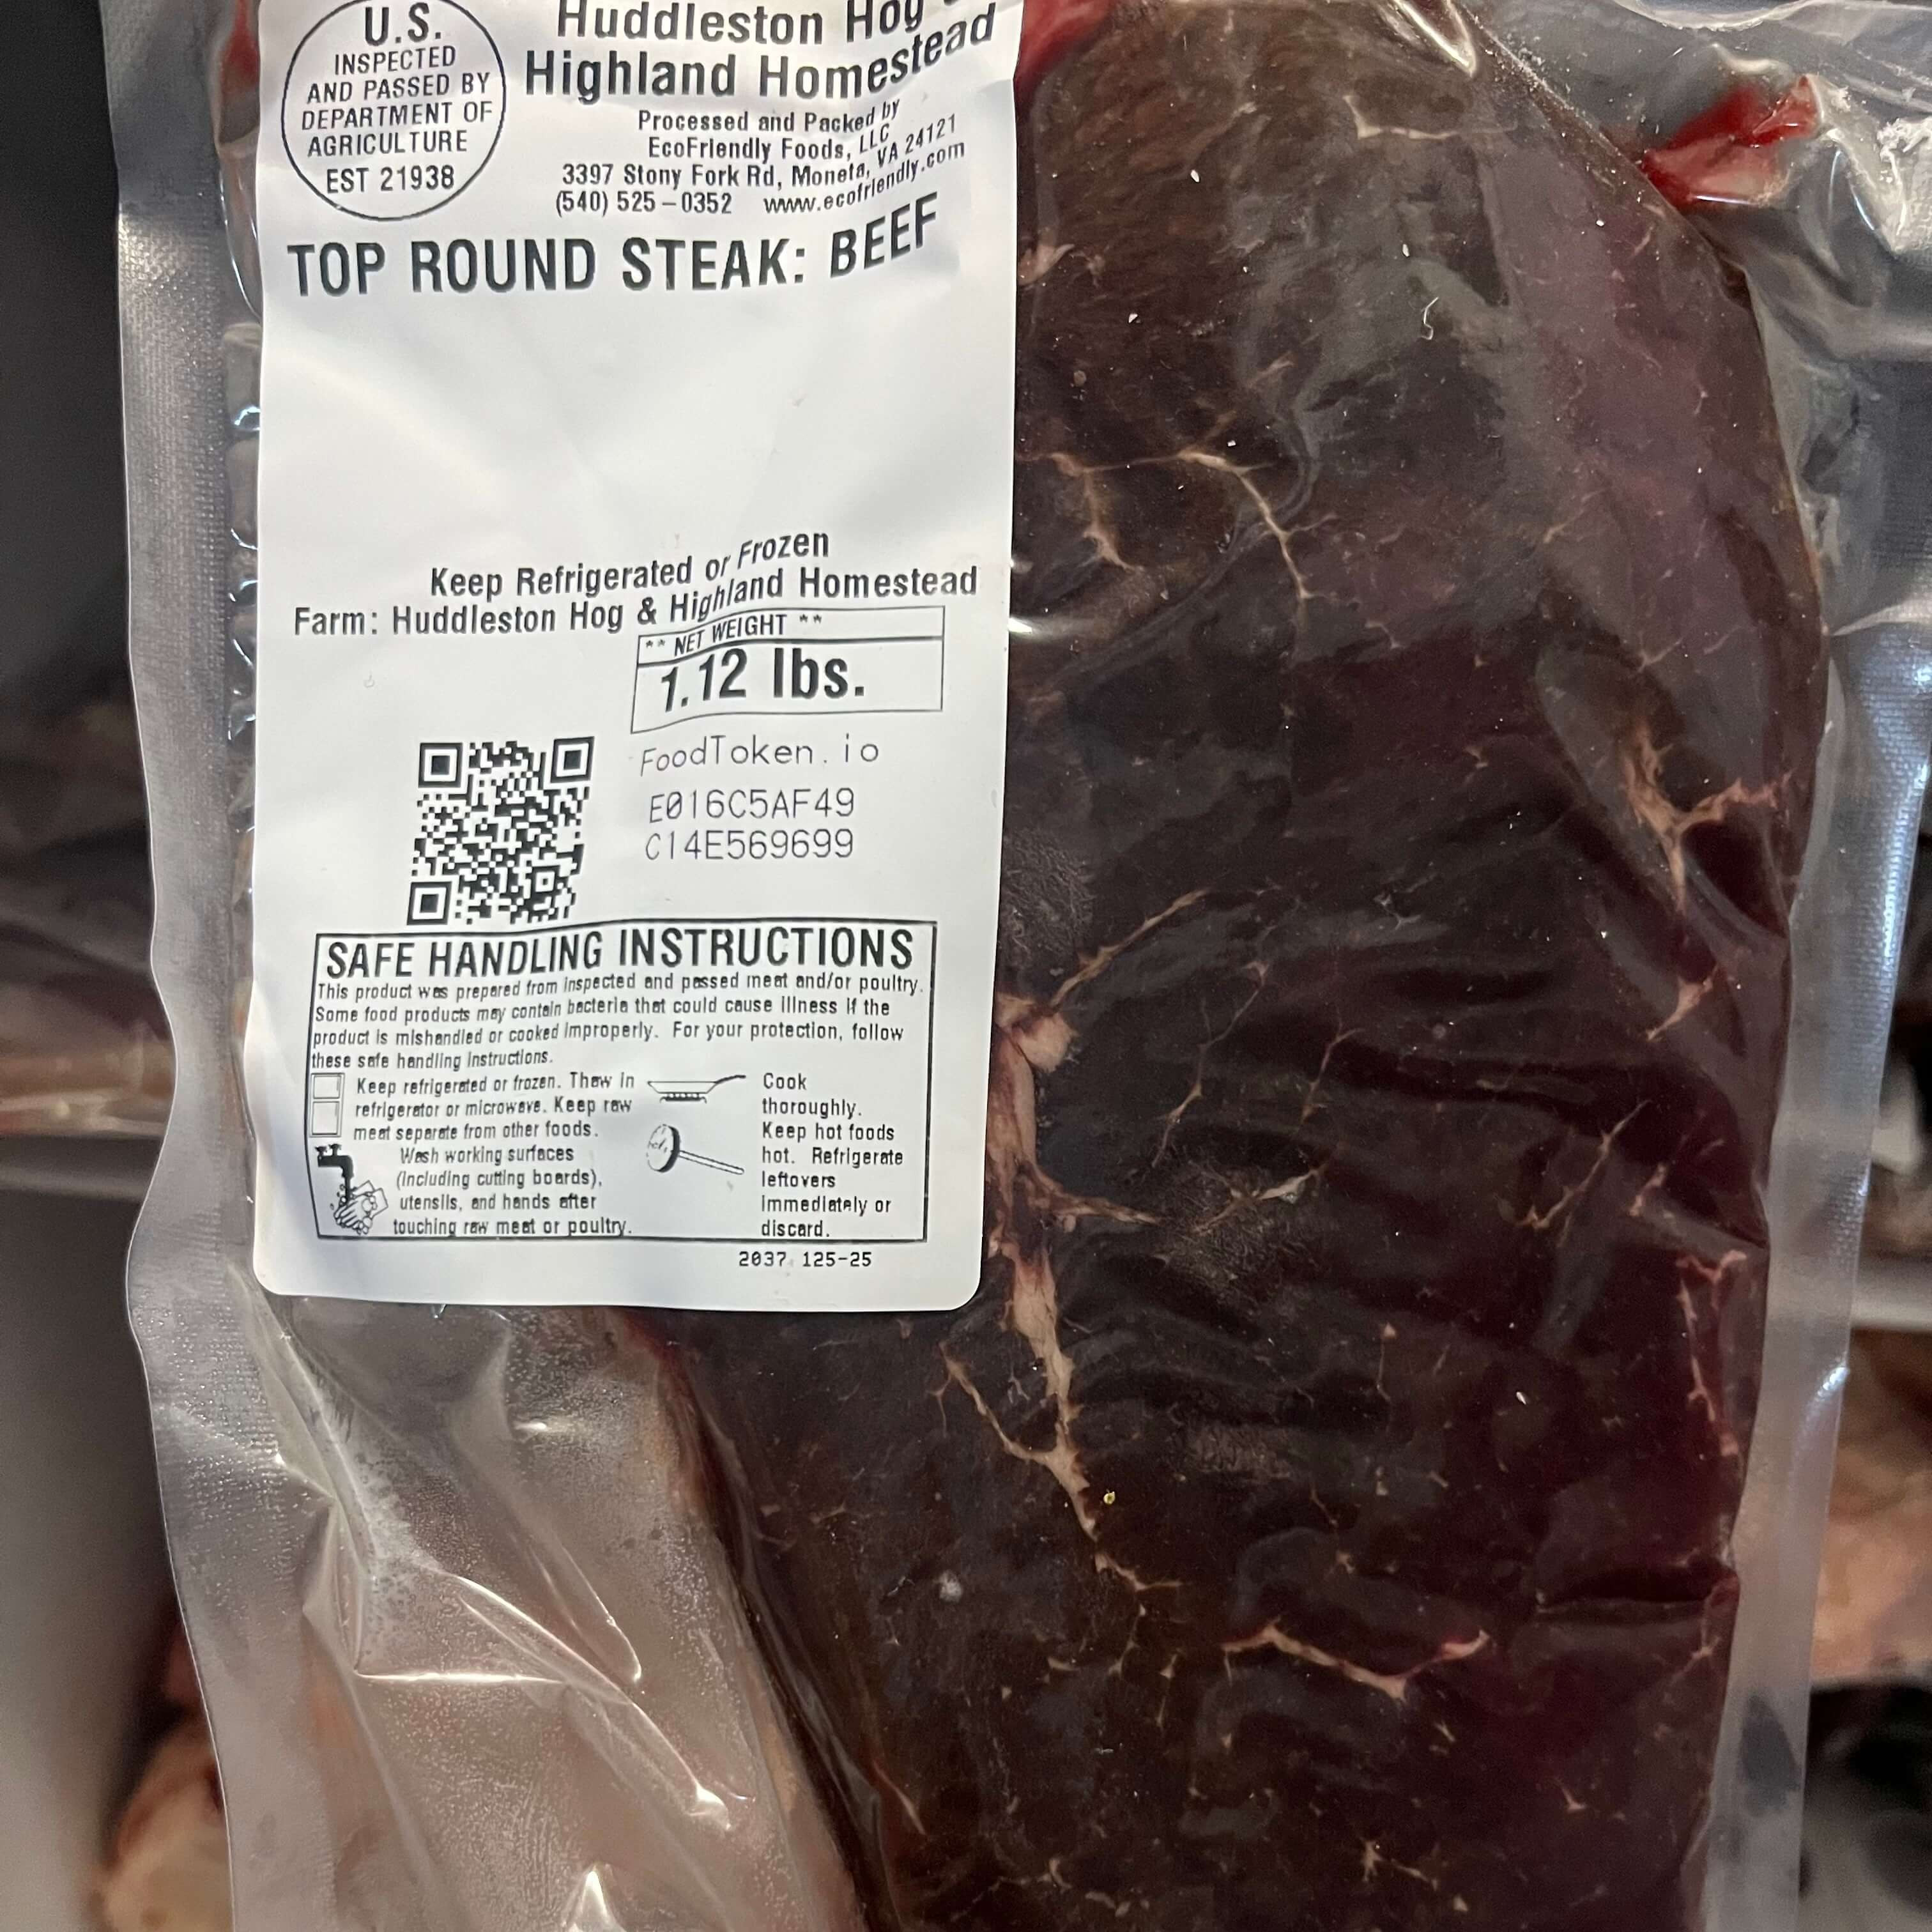 U.S.
INSPECTED
AND PASSED BY
DEPARTMENT OF
AGRICULTURE
EST 21938
Huddleston Hog
Highland Homestead
Processed and Packed by
EcoFriendly Foods, LLC
3397 Stony Fork Rd, Moneta, VA 24121
(540) 525-0352 www.ecofriendly.com
TOP ROUND STEAK: BEEF
Keep Refrigerated or Frozen
Farm: Huddleston Hog & Highland Homestead
** NET WEIGHT **
1.12 lbs.
FoodToken.io
E016C5AF49
C14E569699
SAFE HANDLING INSTRUCTIONS
This product was prepared from inspected and passed meat and/or poultry.
Some food products may contain bacteria that could cause illness if the
product is mishandled or cooked improperly. For your protection, follow
these safe handling instructions.
Keep refrigerated or frozen. Thaw in
refrigerator or microwave. Keep raw
meat separate from other foods.
Wash working surfaces
(including cutting boards),
utensils, and hands after
touching raw meat or poultry.
Cook
thoroughly.
Keep hot foods
hot. Refrigerate
leftovers
immediately or
discard.
2037 125-25